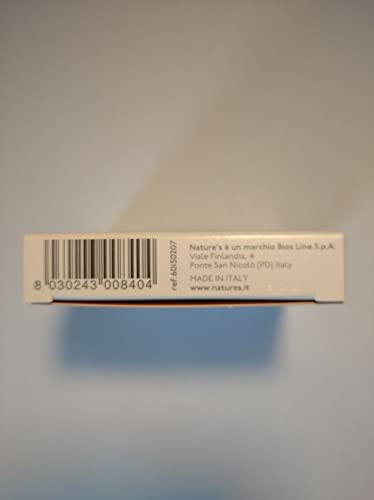 Nature's è un marchio Bios Line S.p.A.
Viale Finlandia, 4
Ponte San Nicolò (PD) Italy
MADE IN ITALY
www.natures.it
ref.60150207
8 030243 008404